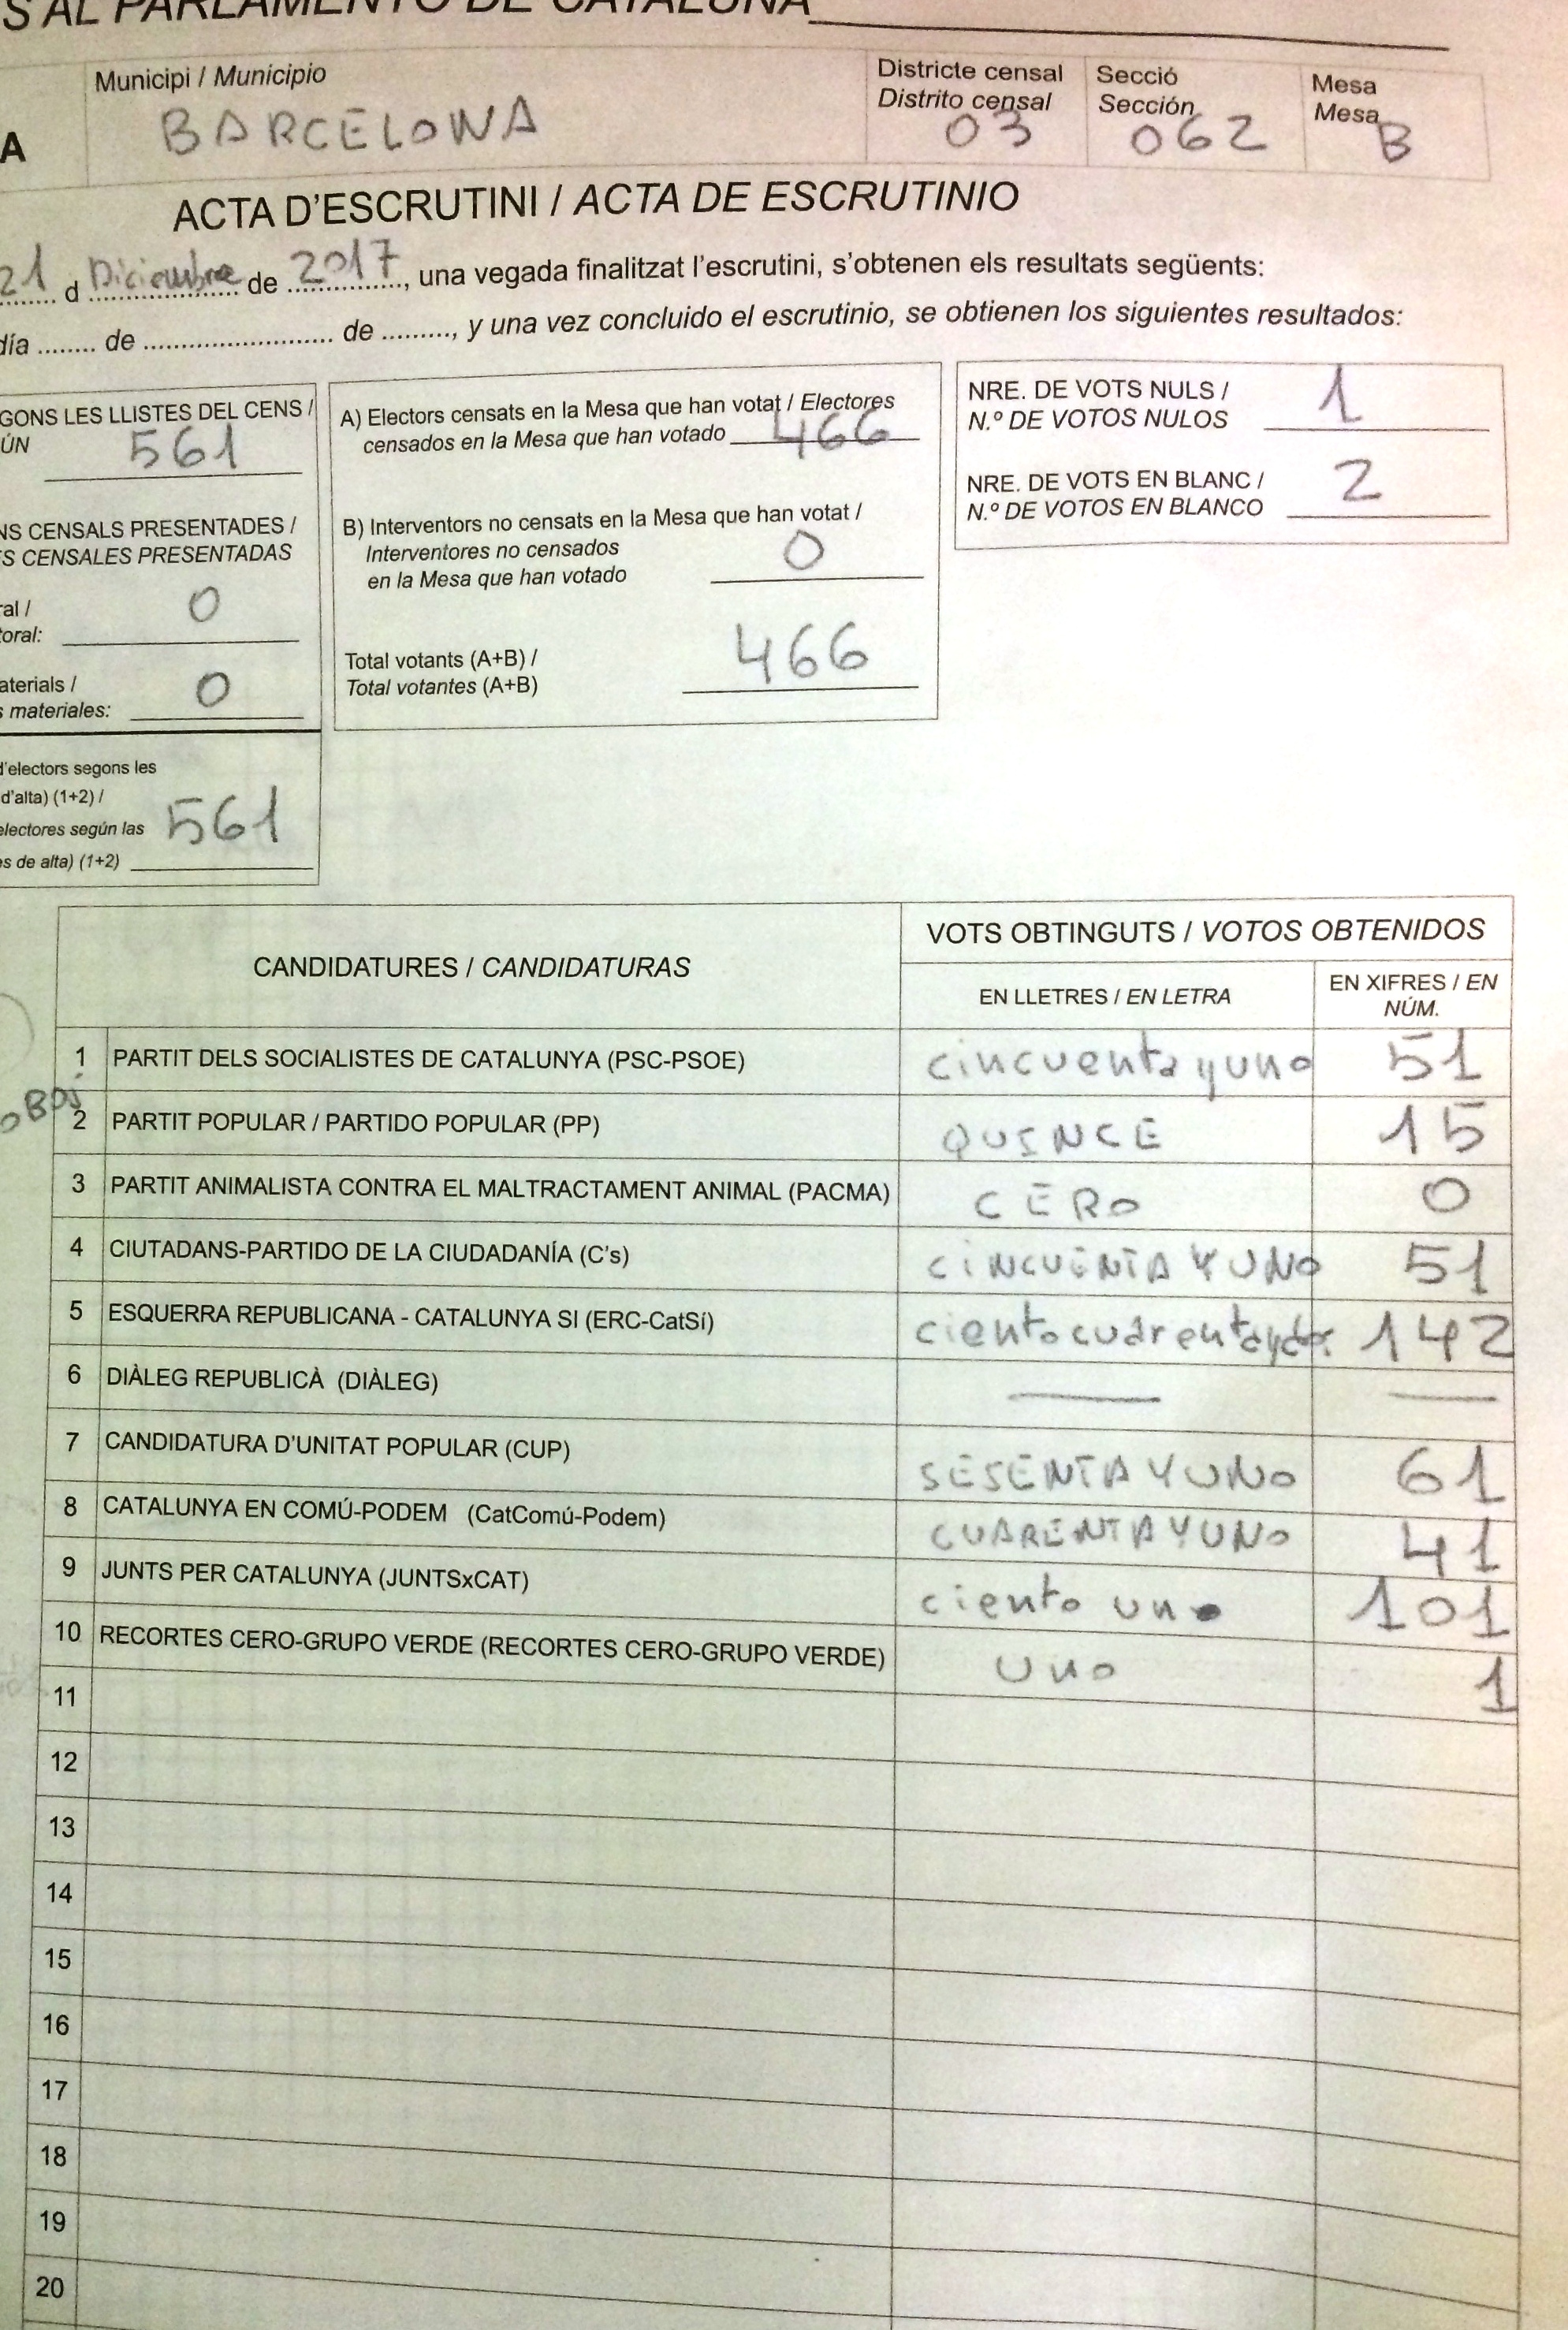 S AL PARLAMENTO DE CATALUÑA
Municipi / Municipio
BARCELONA
Districte censal
Distrito censal
03
Secció
Sección
062
Mesa
Mesa
B
A
ACTA D'ESCRUTINI / ACTA DE ESCRUTINIO
21 d Diciembre de 2017, una vegada finalitzat l'escrutini, s'obtenen els resultats següents:
día ........ de ........................... de ........., y una vez concluido el escrutinio, se obtienen los siguientes resultados:
GONS LES LLISTES DEL CENS /
ÚN 561
NS CENSALS PRESENTADES /
S CENSALES PRESENTADAS
ral /
toral: 0
aterials /
s materiales: 0
d'electors segons les
d'alta) (1+2) /
electores según las
es de alta) (1+2) 561
A) Electors censats en la Mesa que han votat / Electores
censados en la Mesa que han votado 466
B) Interventors no censats en la Mesa que han votat /
Interventores no censados
en la Mesa que han votado 0
Total votants (A+B) /
Total votantes (A+B) 466
NRE. DE VOTS NULS /
N.º DE VOTOS NULOS 1
NRE. DE VOTS EN BLANC /
N.º DE VOTOS EN BLANCO 2
CANDIDATURES / CANDIDATURAS
VOTS OBTINGUTS / VOTOS OBTENIDOS
EN LLETRES / EN LETRA
EN XIFRES / EN
NÚM.
1 PARTIT DELS SOCIALISTES DE CATALUNYA (PSC-PSOE) cincuenta y uno 51
2 PARTIT POPULAR / PARTIDO POPULAR (PP) QUINCE 15
3 PARTIT ANIMALISTA CONTRA EL MALTRACTAMENT ANIMAL (PACMA) CERO 0
4 CIUTADANS-PARTIDO DE LA CIUDADANÍA (C's) CINCUENTA Y UNO 51
5 ESQUERRA REPUBLICANA - CATALUNYA SI (ERC-CatSí) ciento cuarenta y dos 142
6 DIÀLEG REPUBLICÀ (DIÀLEG) — —
7 CANDIDATURA D'UNITAT POPULAR (CUP) SESENTA Y UNO 61
8 CATALUNYA EN COMÚ-PODEM (CatComú-Podem) CUARENTA Y UNO 41
9 JUNTS PER CATALUNYA (JUNTSxCAT) ciento uno 101
10 RECORTES CERO-GRUPO VERDE (RECORTES CERO-GRUPO VERDE) uno 1
11
12
13
14
15
16
17
18
19
20